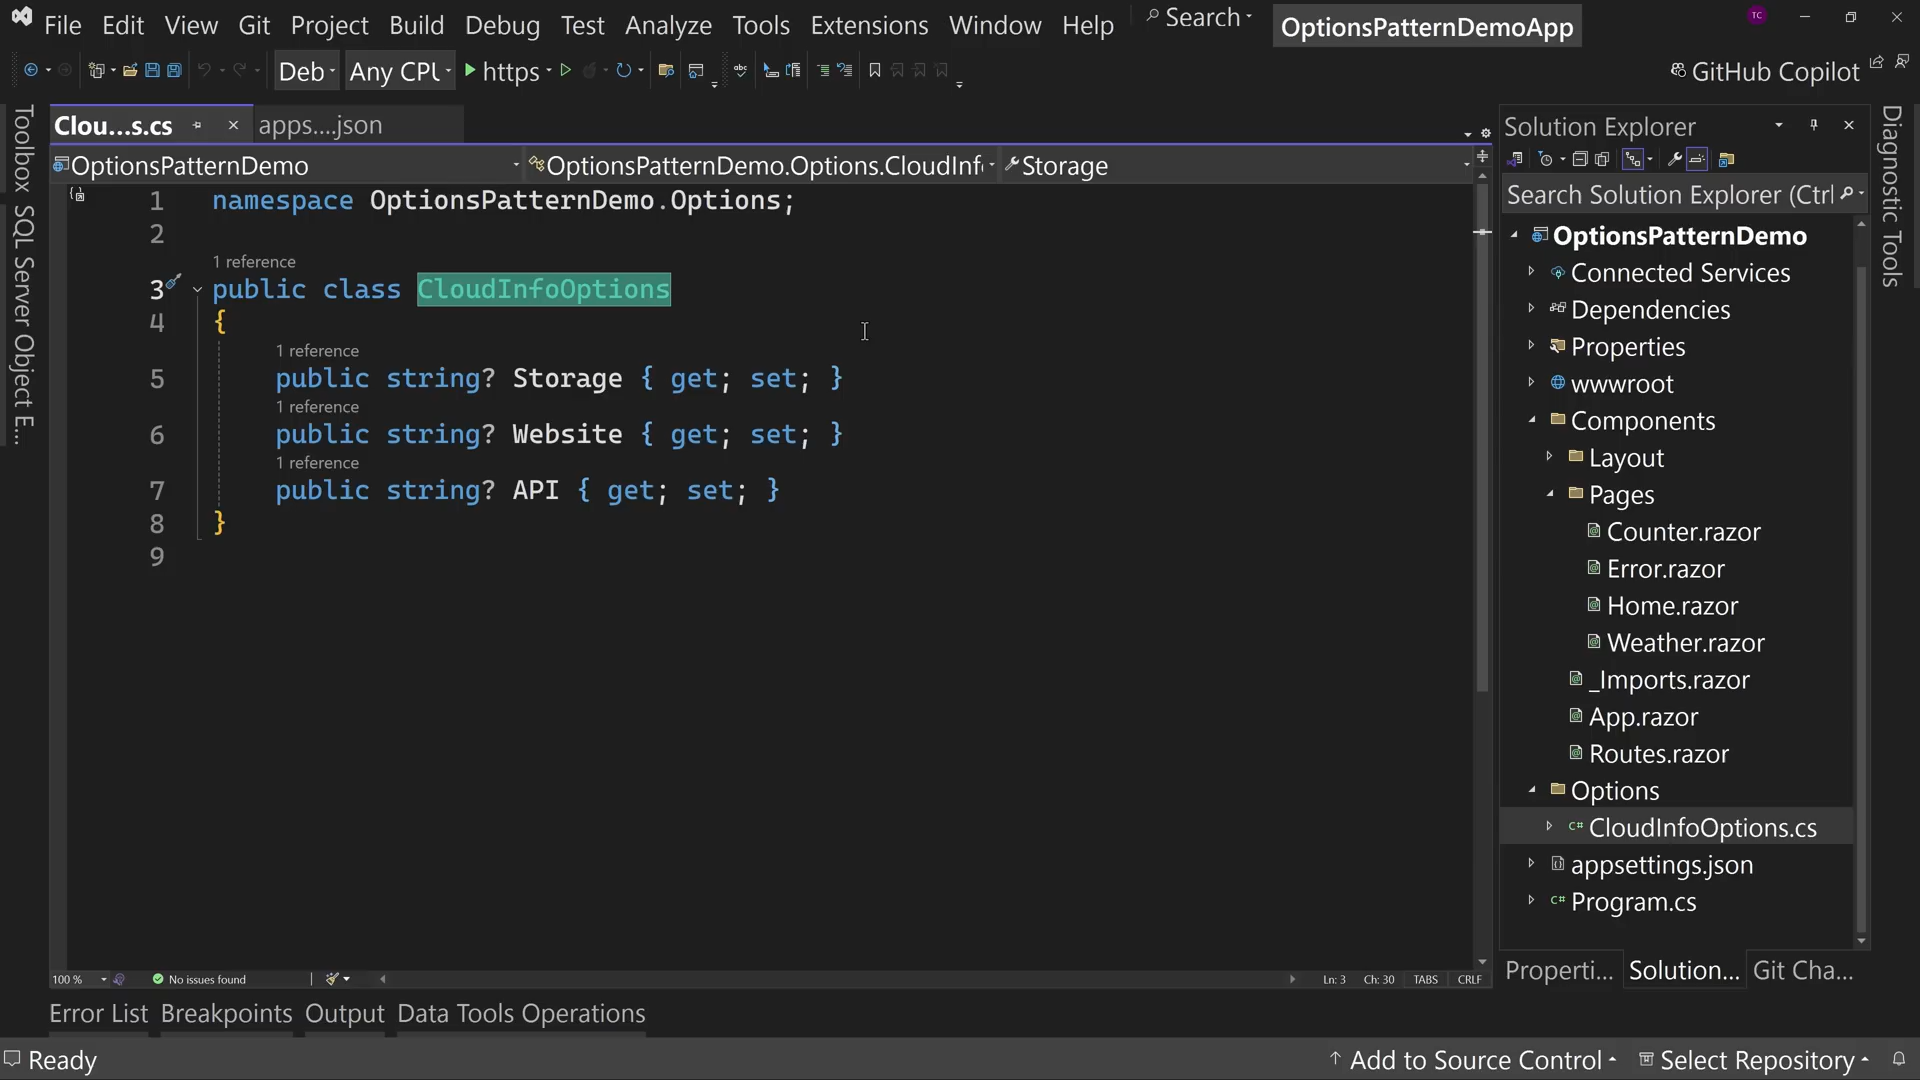 File Edit View Git Project Build Debug Test Analyze Tools Extensions Window Help Search OptionsPatternDemoApp TC
Deb Any CPU https GitHub Copilot
Clou...s.cs apps....json
OptionsPatternDemo OptionsPatternDemo.Options.CloudInf Storage
1 namespace OptionsPatternDemo.Options;
2
1 reference
3 public class CloudInfoOptions
4 {
1 reference
5 public string? Storage { get; set; }
1 reference
6 public string? Website { get; set; }
1 reference
7 public string? API { get; set; }
8 }
9
100 % No issues found Ln: 3 Ch: 30 TABS CRLF
Toolbox
SQL Server Object E...
Solution Explorer
Search Solution Explorer (Ctrl
OptionsPatternDemo
Connected Services
Dependencies
Properties
wwwroot
Components
Layout
Pages
Counter.razor
Error.razor
Home.razor
Weather.razor
_Imports.razor
App.razor
Routes.razor
Options
C# CloudInfoOptions.cs
appsettings.json
C# Program.cs
Properti... Solution... Git Cha...
Diagnostic Tools
Error List Breakpoints Output Data Tools Operations
Ready Add to Source Control Select Repository